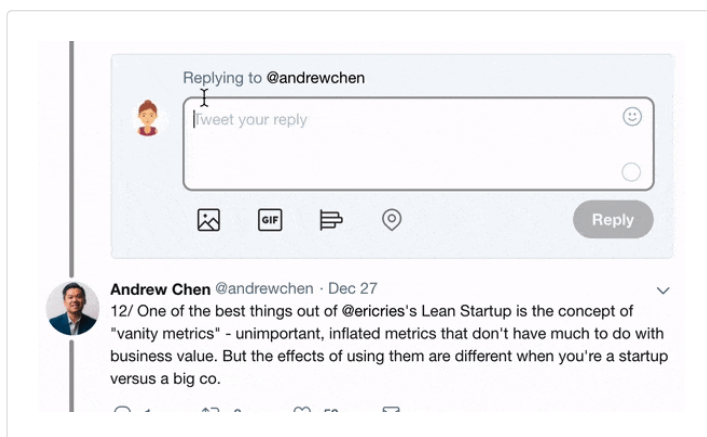 Replying to @andrewchen
Tweet your reply
GIF
Reply
Andrew Chen @andrewchen · Dec 27
12/ One of the best things out of @ericries's Lean Startup is the concept of
"vanity metrics" - unimportant, inflated metrics that don't have much to do with
business value. But the effects of using them are different when you're a startup
versus a big co.